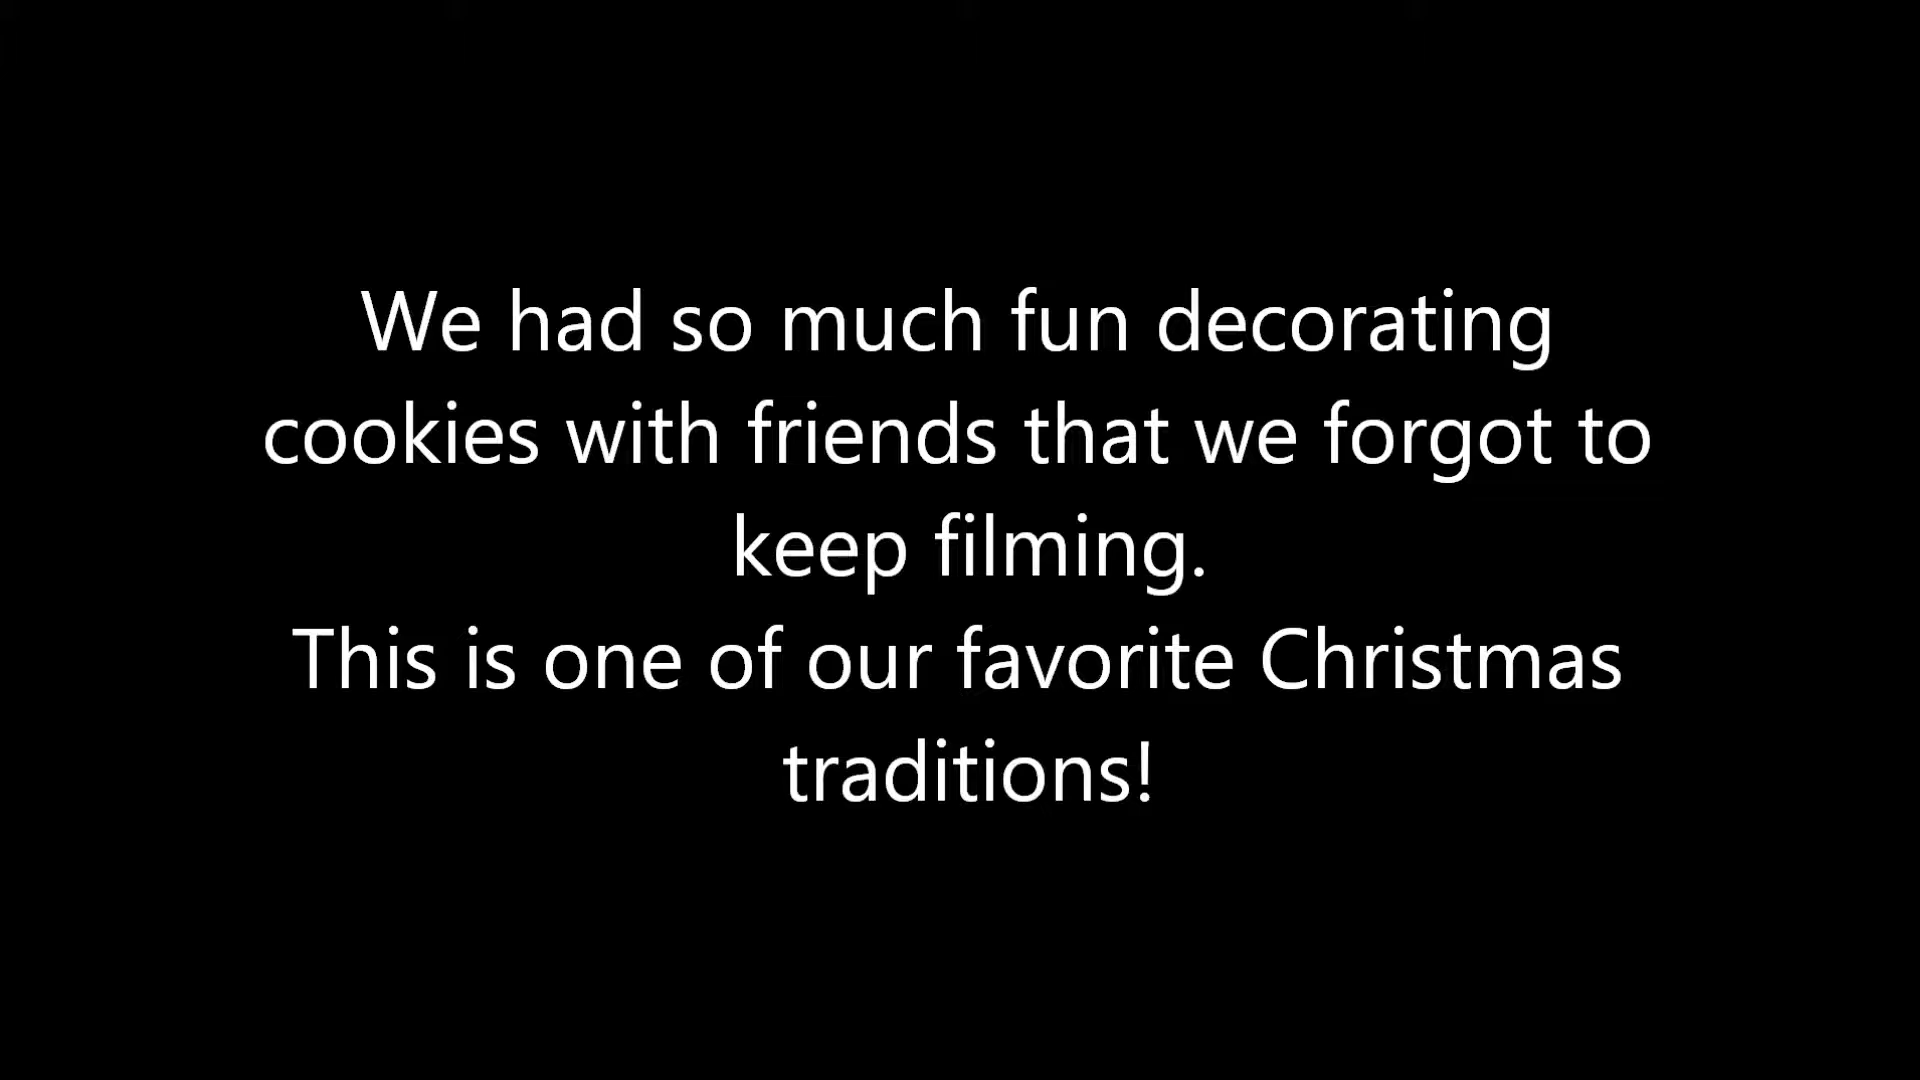 We had so much fun decorating
cookies with friends that we forgot to
keep filming.
This is one of our favorite Christmas
traditions!